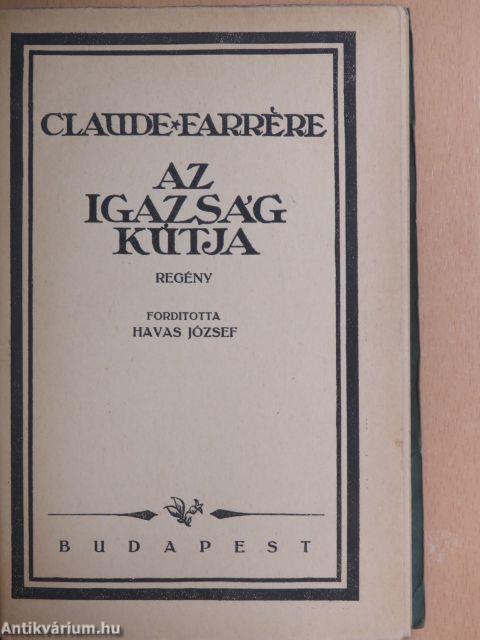 CLAUDE★FARRÈRE
AZ
IGAZSÁG
KÚTJA
REGÉNY
FORDITOTTA
HAVAS JÓZSEF
BUDAPEST
Antikvárium.hu